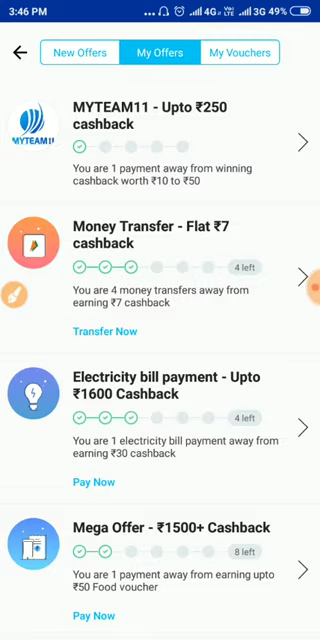 3:46 PM ... 4G Vo) LTE 3G 49%
New Offers My Offers My Vouchers
MYTEAM11 - Upto ₹250
cashback
MYTEAM11
You are 1 payment away from winning
cashback worth ₹10 to ₹50
Money Transfer - Flat ₹7
cashback
4 left
You are 4 money transfers away from
earning ₹7 cashback
Transfer Now
Electricity bill payment - Upto
₹1600 Cashback
4 left
You are 1 electricity bill payment away from
earning ₹30 cashback
Pay Now
Mega Offer - ₹1500+ Cashback
8 left
You are 1 payment away from earning upto
₹50 Food voucher
Pay Now